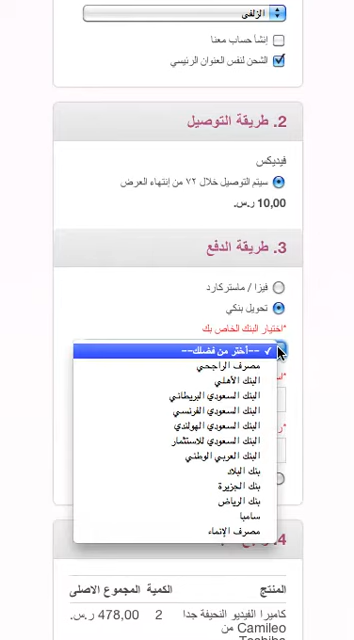 الزلفى
إنشأ حساب معنا
الشحن لنفس العنوان الرئيسي
2. طريقة التوصيل
فيديكس
سيتم التوصيل خلال ٧٢ من إنتهاء العرض
10,00 ر.س.
3. طريقة الدفع
فيزا / ماستركارد
تحويل بنكي
*اختيار البنك الخاص بك
--أختر من فضلك--
مصرف الراجحي
البنك الأهلي
البنك السعودي البريطاني
البنك السعودي الفرنسي
البنك السعودي الهولندي
البنك السعودي للاستثمار
البنك العربي الوطني
بنك البلاد
بنك الجزيرة
بنك الرياض
سامبا
مصرف الإنماء
4.
المنتج الكمية المجموع الاصلى
كاميرا الفيديو النحيفة جدا 2 478,00 ر.س.
Camileo من
Toshiba